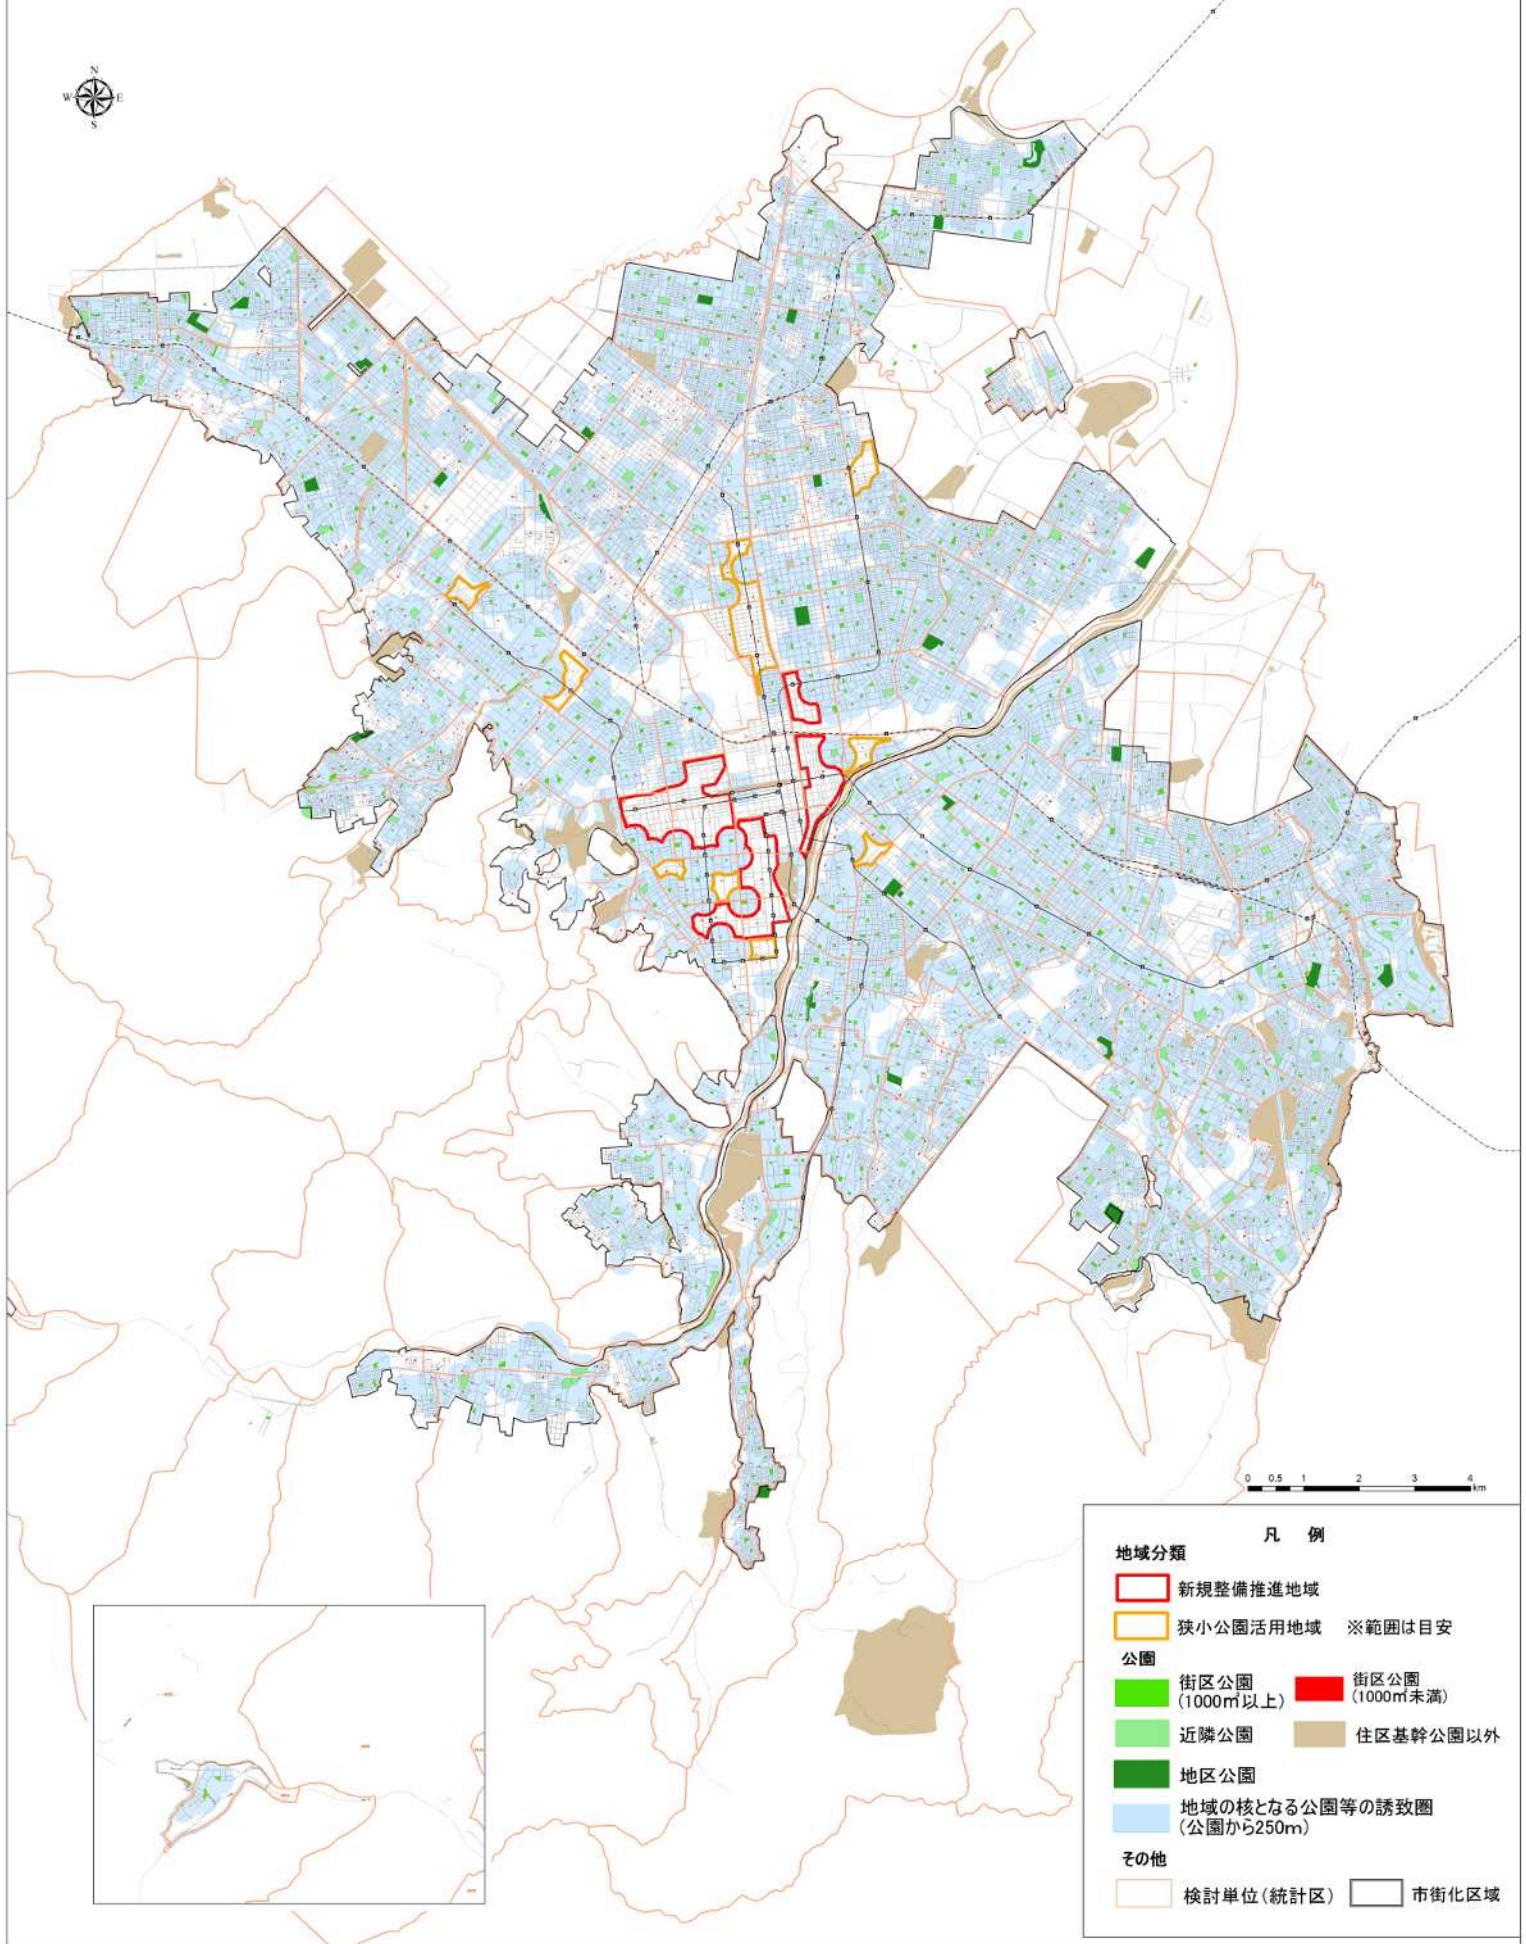 N
W E
S
0 0.5 1 2 3 4
km
凡 例
地域分類
新規整備推進地域
狭小公園活用地域 ※範囲は目安
公園
街区公園
(1000㎡以上)
街区公園
(1000㎡未満)
近隣公園
住区基幹公園以外
地区公園
地域の核となる公園等の誘致圏
(公園から250m)
その他
検討単位(統計区)
市街化区域